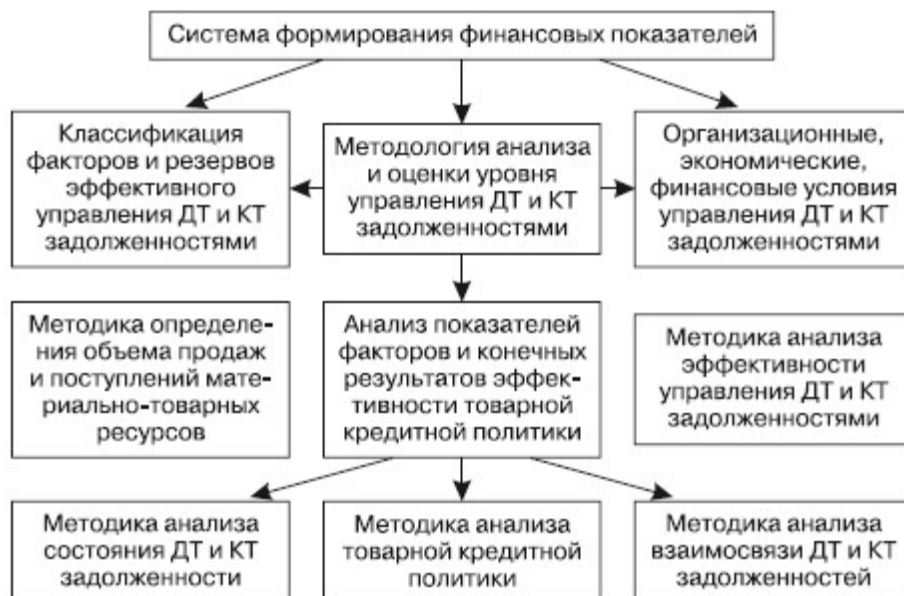 Система формирования финансовых показателей
Классификация
факторов и резервов
эффективного
управления ДТ и КТ
задолженностями
Методология анализа
и оценки уровня
управления ДТ и КТ
задолженностями
Организационные,
экономические,
финансовые условия
управления ДТ и КТ
задолженностями
Методика определе-
ния объема продаж
и поступлений мате-
риально-товарных
ресурсов
Анализ показателей
факторов и конечных
результатов эффек-
тивности товарной
кредитной политики
Методика анализа
эффективности
управления ДТ и КТ
задолженностями
Методика анализа
состояния ДТ и КТ
задолженности
Методика анализа
товарной кредитной
политики
Методика анализа
взаимосвязи ДТ и КТ
задолженностей